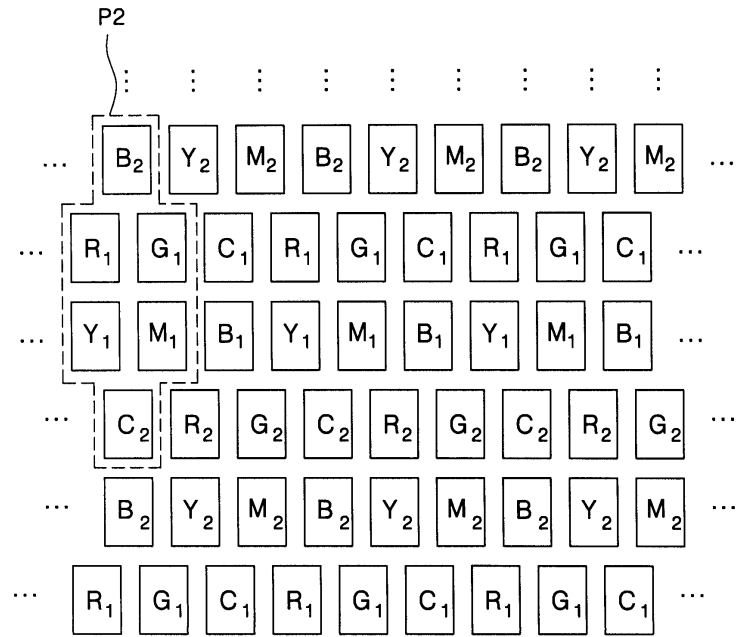 P2
... B₂ Y₂ M₂ B₂ Y₂ M₂ B₂ Y₂ M₂ ...
... R₁ G₁ C₁ R₁ G₁ C₁ R₁ G₁ C₁ ...
... Y₁ M₁ B₁ Y₁ M₁ B₁ Y₁ M₁ B₁ ...
... C₂ R₂ G₂ C₂ R₂ G₂ C₂ R₂ G₂ ...
... B₂ Y₂ M₂ B₂ Y₂ M₂ B₂ Y₂ M₂ ...
... R₁ G₁ C₁ R₁ G₁ C₁ R₁ G₁ C₁ ...